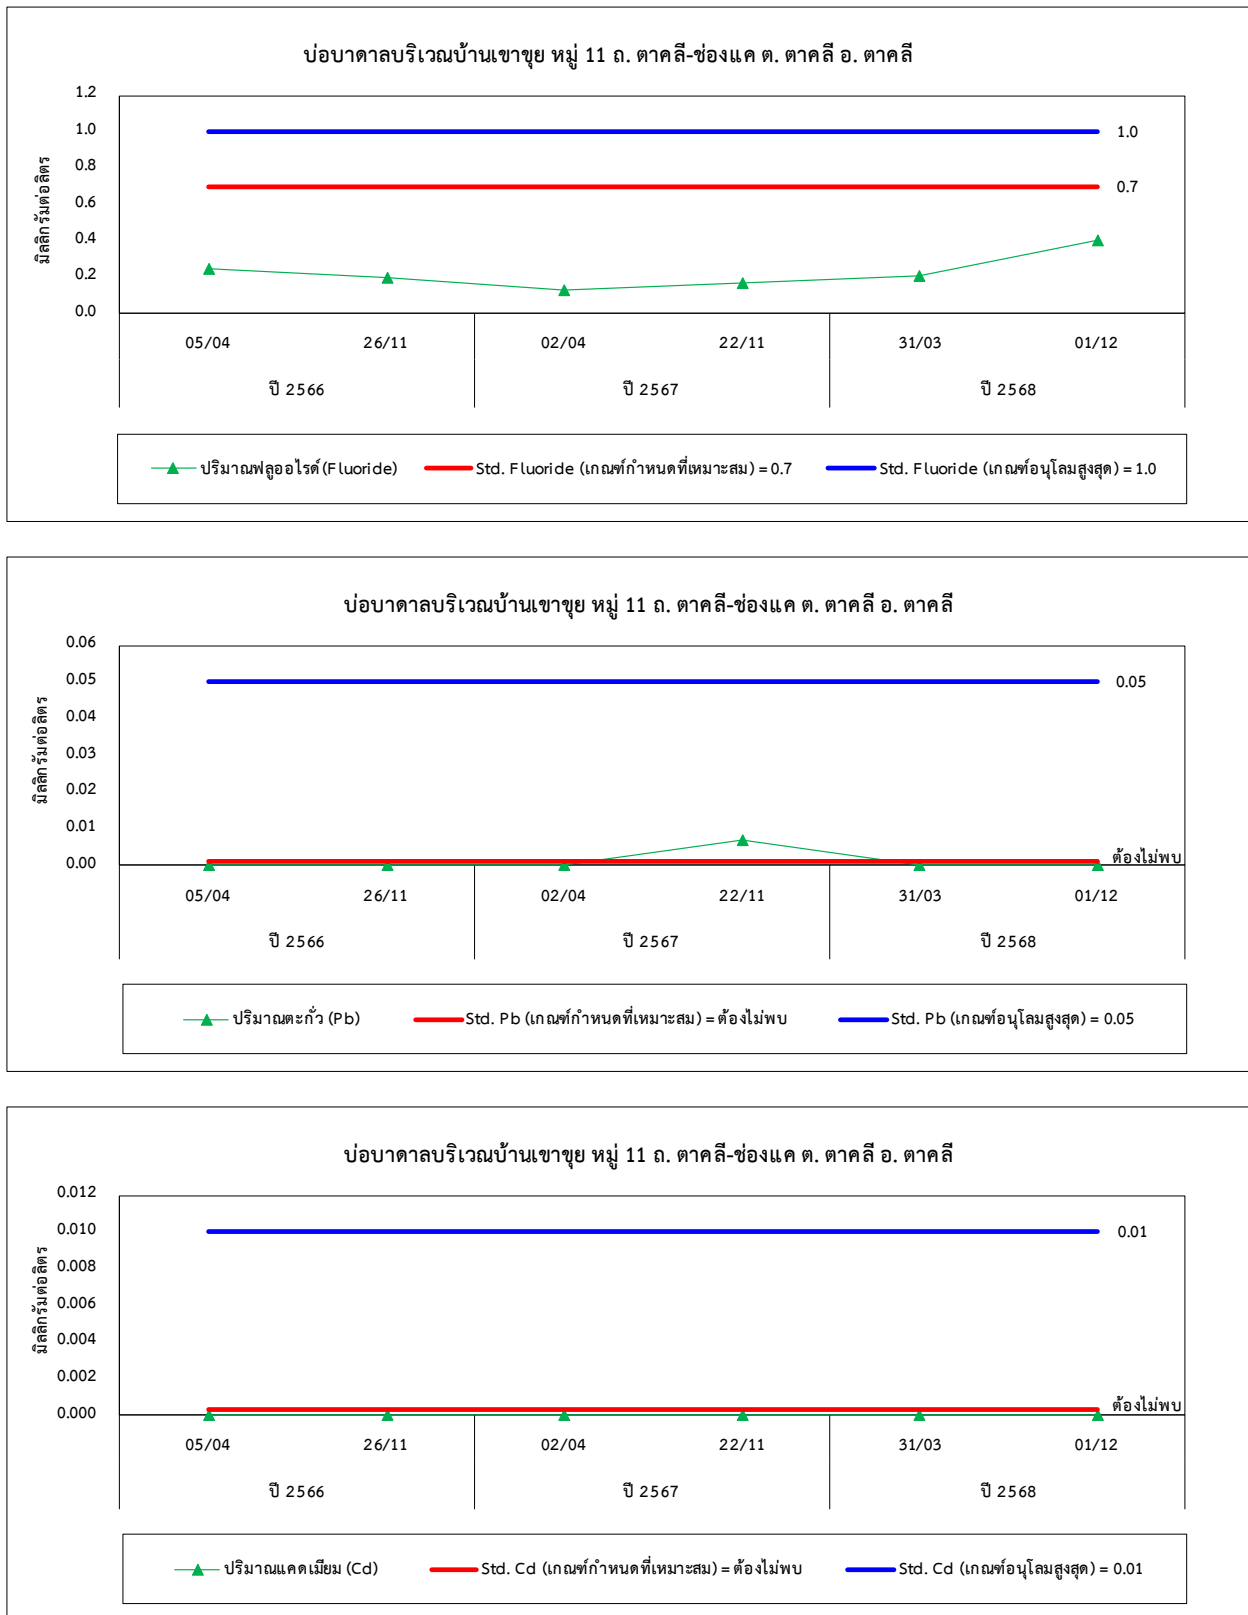 บ่อบาดาลบริเวณบ้านเขาขุย หมู่ 11 ถ. ตาคลี-ช่องแค ต. ตาคลี อ. ตาคลี
มิลลิกรัมต่อลิตร
1.2
1.0
0.8
0.6
0.4
0.2
0.0
1.0
0.7
05/04 26/11 02/04 22/11 31/03 01/12
ปี 2566 ปี 2567 ปี 2568
ปริมาณฟลูออไรด์ (Fluoride) Std. Fluoride (เกณฑ์กำหนดที่เหมาะสม) = 0.7 Std. Fluoride (เกณฑ์อนุโลมสูงสุด) = 1.0
บ่อบาดาลบริเวณบ้านเขาขุย หมู่ 11 ถ. ตาคลี-ช่องแค ต. ตาคลี อ. ตาคลี
มิลลิกรัมต่อลิตร
0.06
0.05
0.04
0.03
0.02
0.01
0.00
0.05
ต้องไม่พบ
05/04 26/11 02/04 22/11 31/03 01/12
ปี 2566 ปี 2567 ปี 2568
ปริมาณตะกั่ว (Pb) Std. Pb (เกณฑ์กำหนดที่เหมาะสม) = ต้องไม่พบ Std. Pb (เกณฑ์อนุโลมสูงสุด) = 0.05
บ่อบาดาลบริเวณบ้านเขาขุย หมู่ 11 ถ. ตาคลี-ช่องแค ต. ตาคลี อ. ตาคลี
มิลลิกรัมต่อลิตร
0.012
0.010
0.008
0.006
0.004
0.002
0.000
0.01
ต้องไม่พบ
05/04 26/11 02/04 22/11 31/03 01/12
ปี 2566 ปี 2567 ปี 2568
ปริมาณแคดเมียม (Cd) Std. Cd (เกณฑ์กำหนดที่เหมาะสม) = ต้องไม่พบ Std. Cd (เกณฑ์อนุโลมสูงสุด) = 0.01